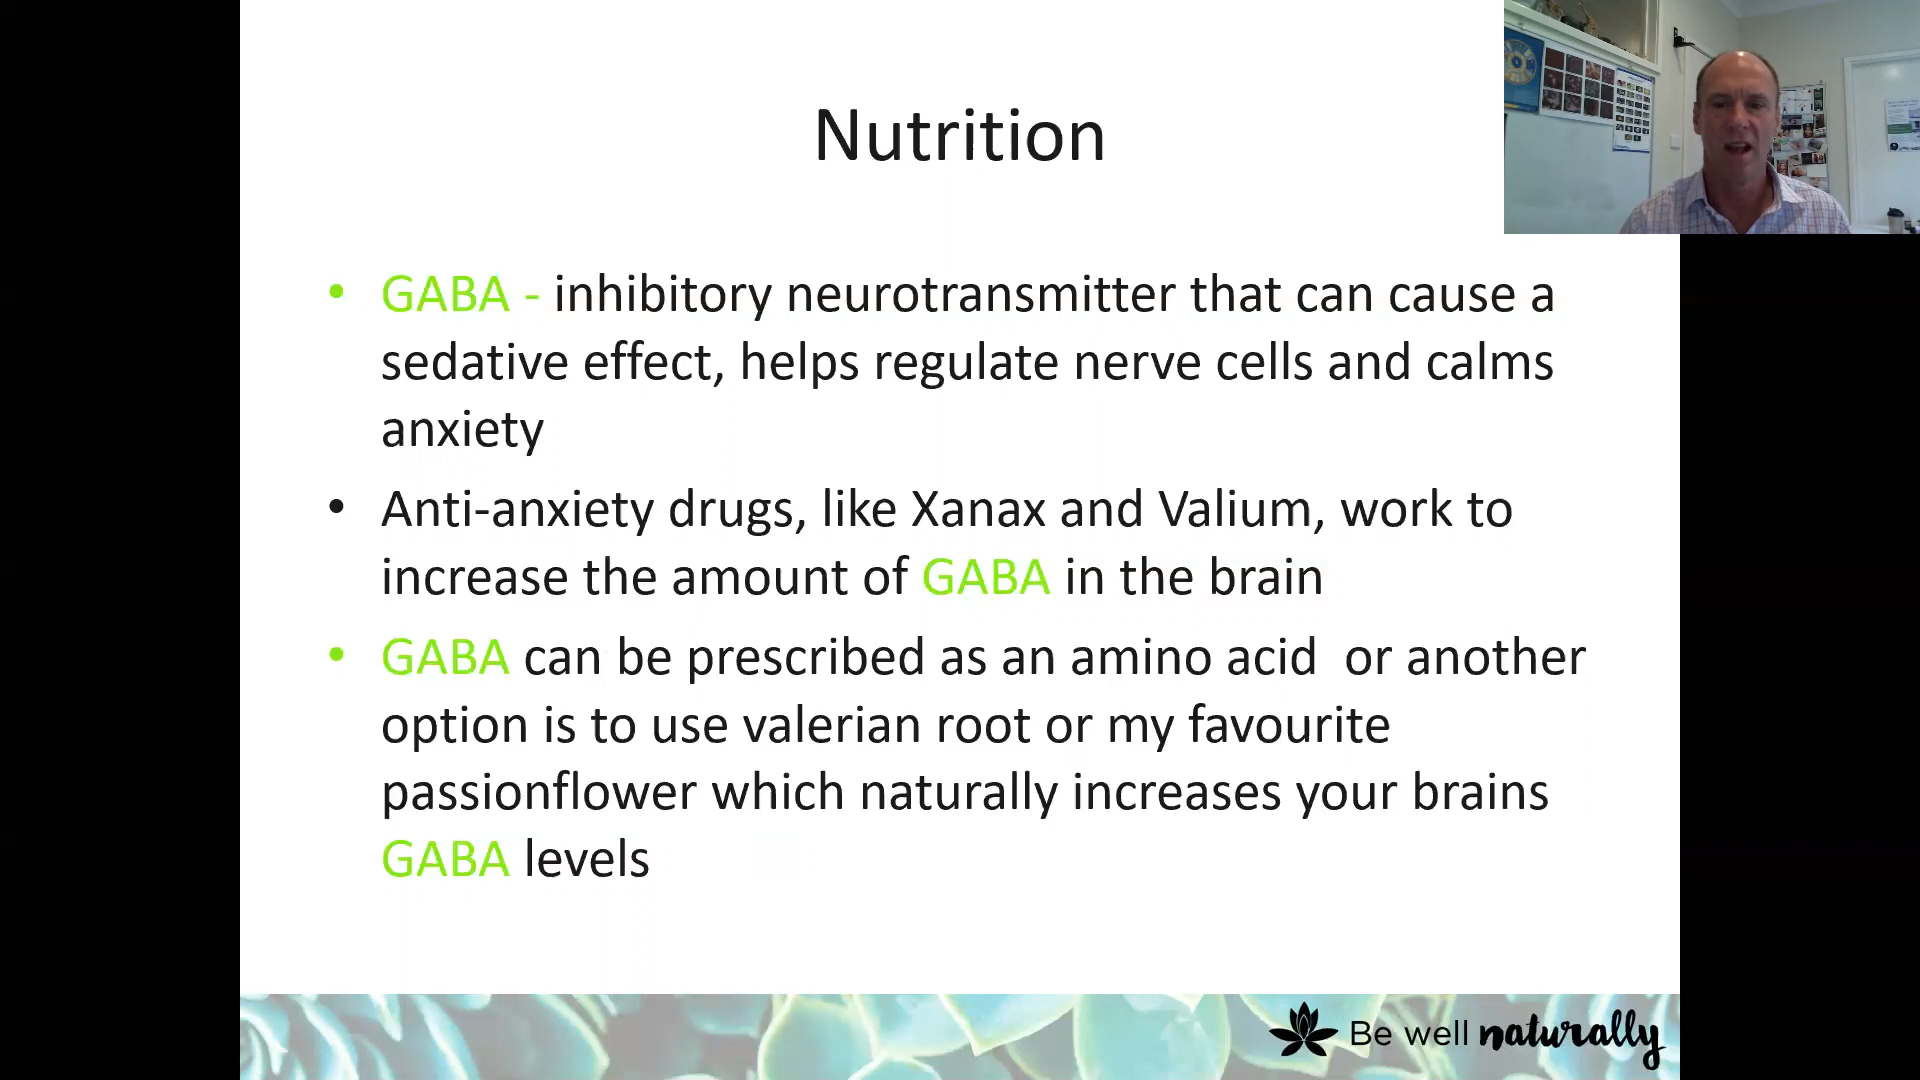 Nutrition
• GABA - inhibitory neurotransmitter that can cause a
sedative effect, helps regulate nerve cells and calms
anxiety
• Anti-anxiety drugs, like Xanax and Valium, work to
increase the amount of GABA in the brain
• GABA can be prescribed as an amino acid  or another
option is to use valerian root or my favourite
passionflower which naturally increases your brains
GABA levels
Be well naturally